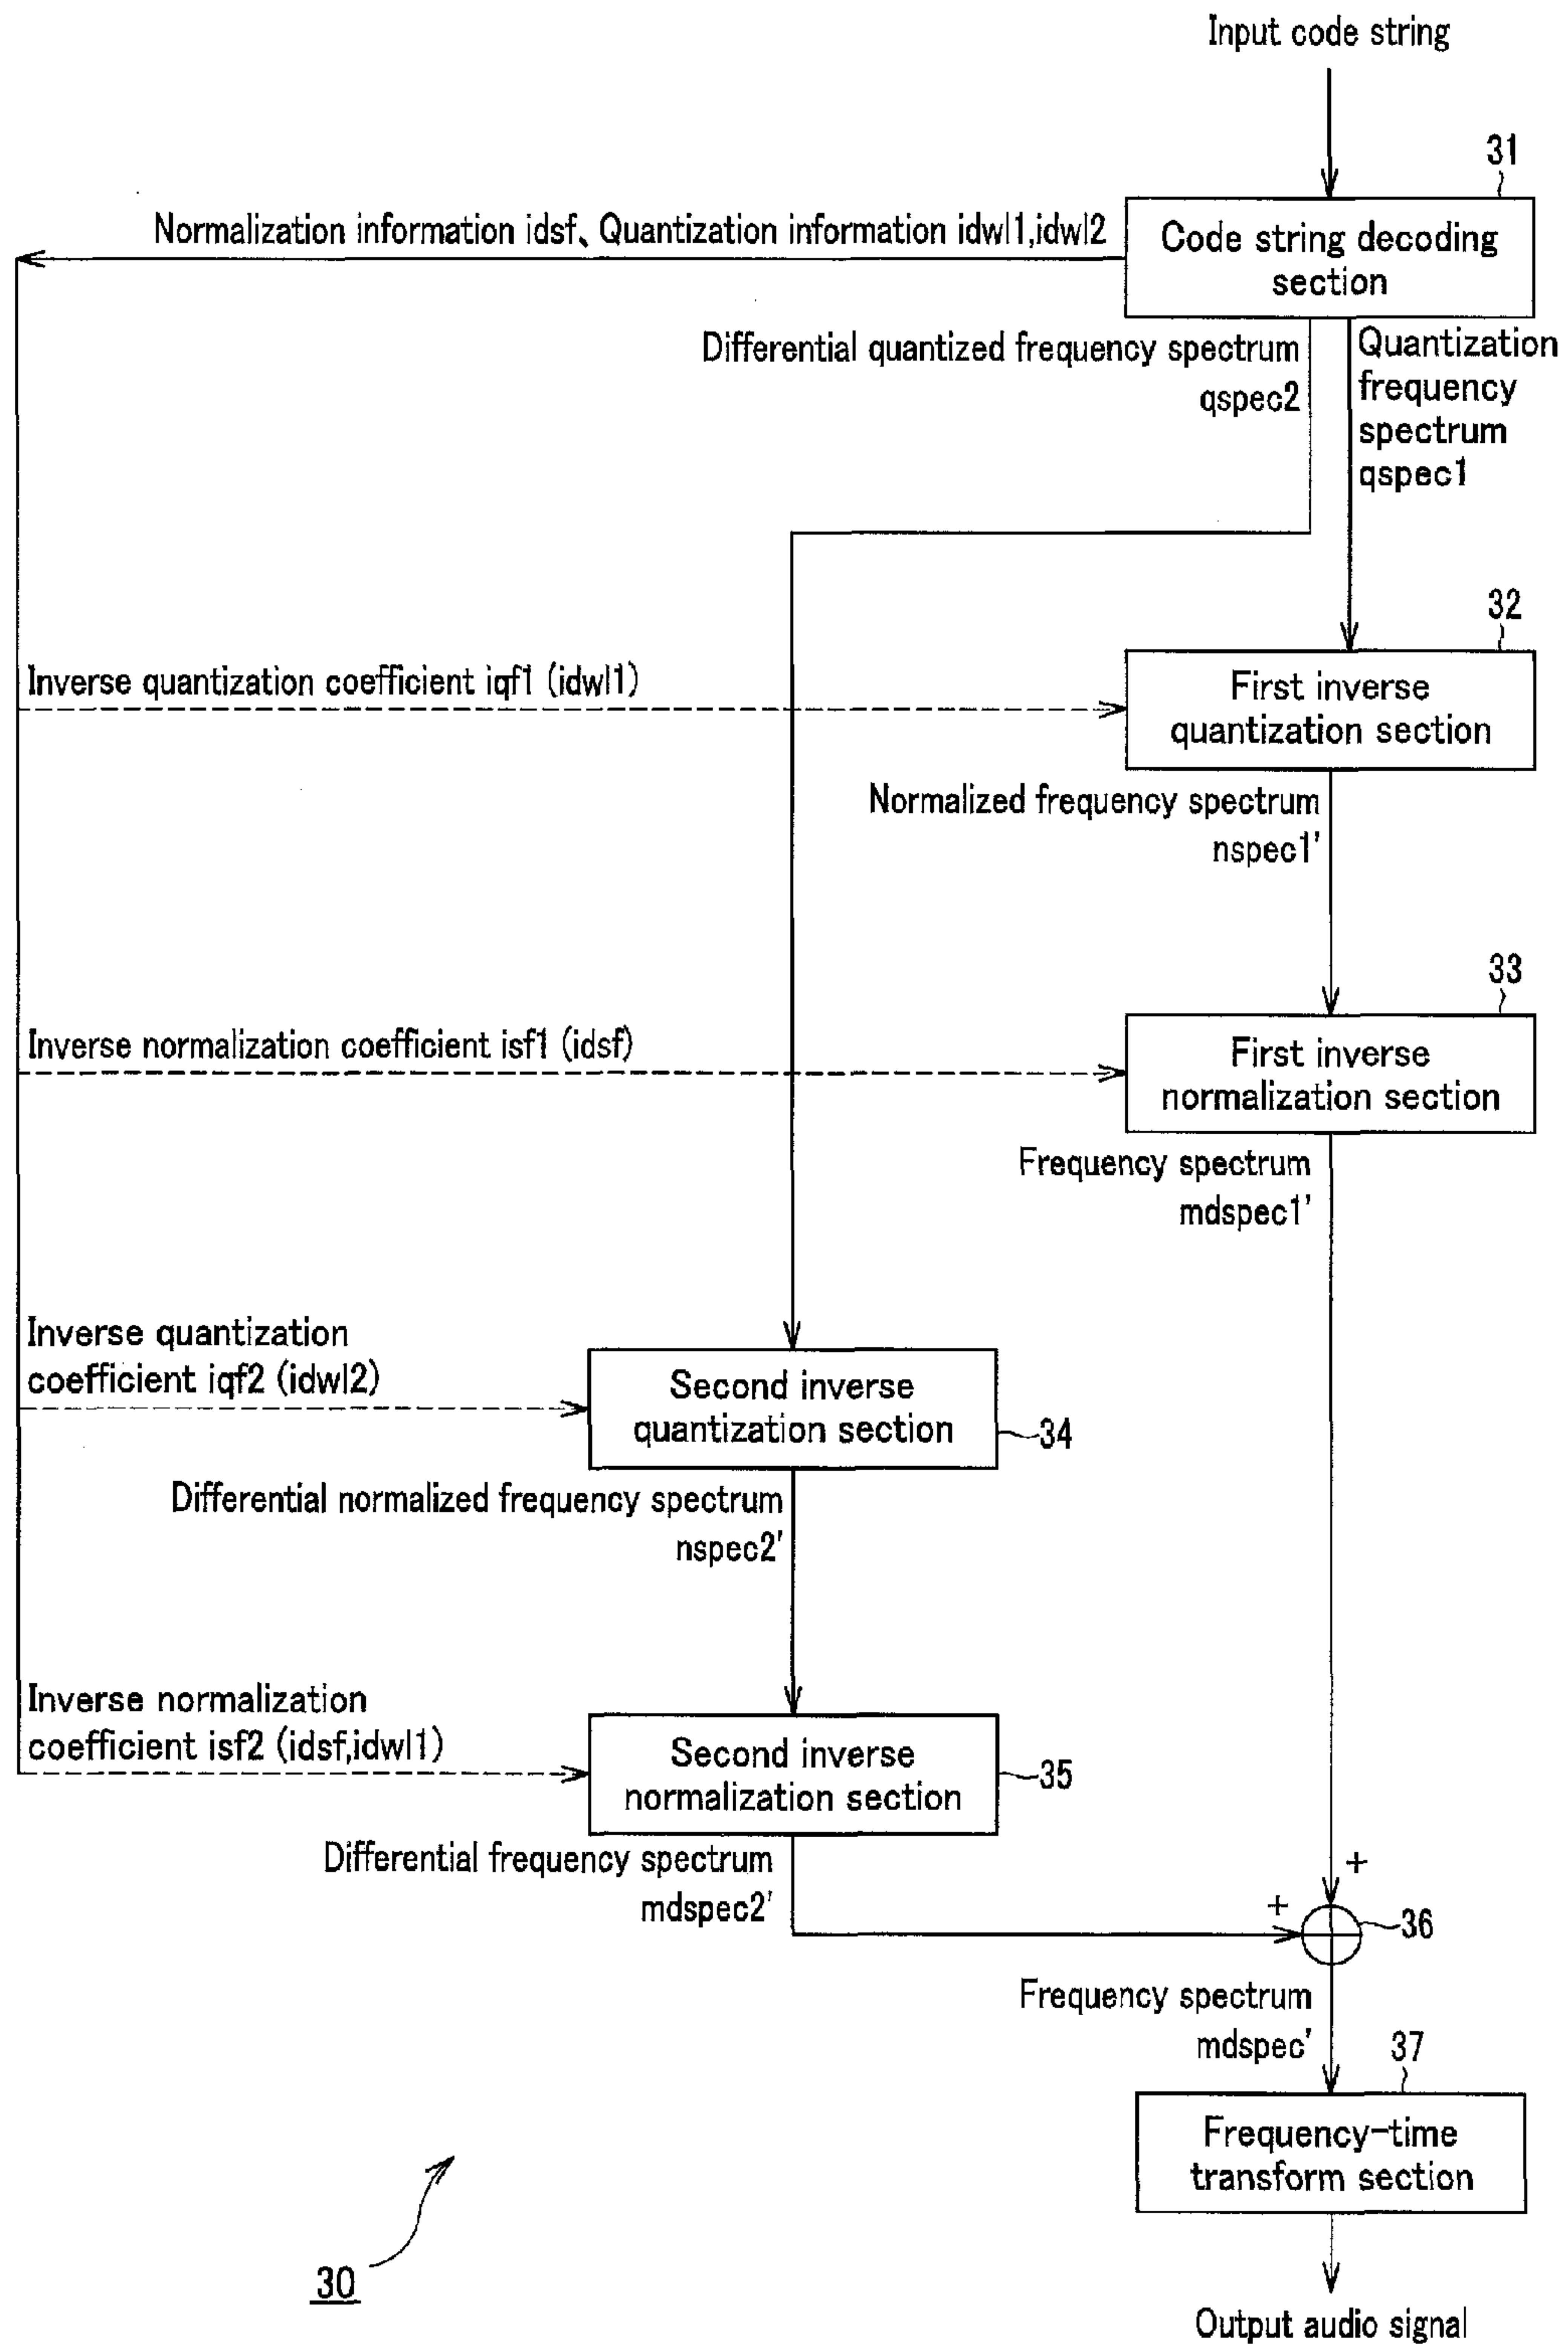 Input code string
31
Code string decoding
section
Normalization information idsf、Quantization information idwl1,idwl2
Differential quantized frequency spectrum
qspec2
Quantization
frequency
spectrum
qspec1
32
First inverse
quantization section
Inverse quantization coefficient iqf1 (idwl1)
Normalized frequency spectrum
nspec1'
33
First inverse
normalization section
Inverse normalization coefficient isf1 (idsf)
Frequency spectrum
mdspec1'
Inverse quantization
coefficient iqf2 (idwl2)
Second inverse
quantization section
34
Differential normalized frequency spectrum
nspec2'
Inverse normalization
coefficient isf2 (idsf,idwl1)
Second inverse
normalization section
35
Differential frequency spectrum
mdspec2'
+
+
36
Frequency spectrum
mdspec'
37
Frequency-time
transform section
30
Output audio signal